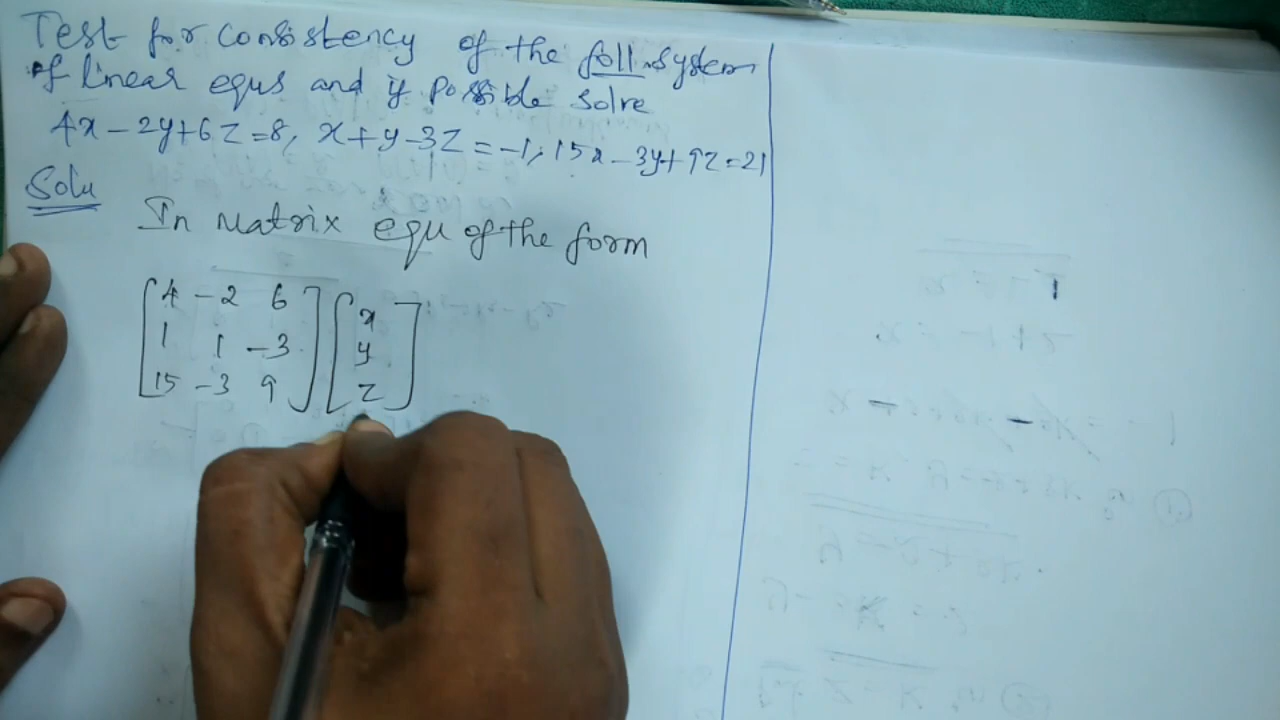 Test for consistency of the foll. system
of linear equs and if possible solve
4x - 2y + 6z = 8, x + y - 3z = -1, 15x - 3y + 9z = 21
Solu
In Matrix equ of the form
[4 -2 6] [x]
[1 1 -3] [y]
[15 -3 9] [z]